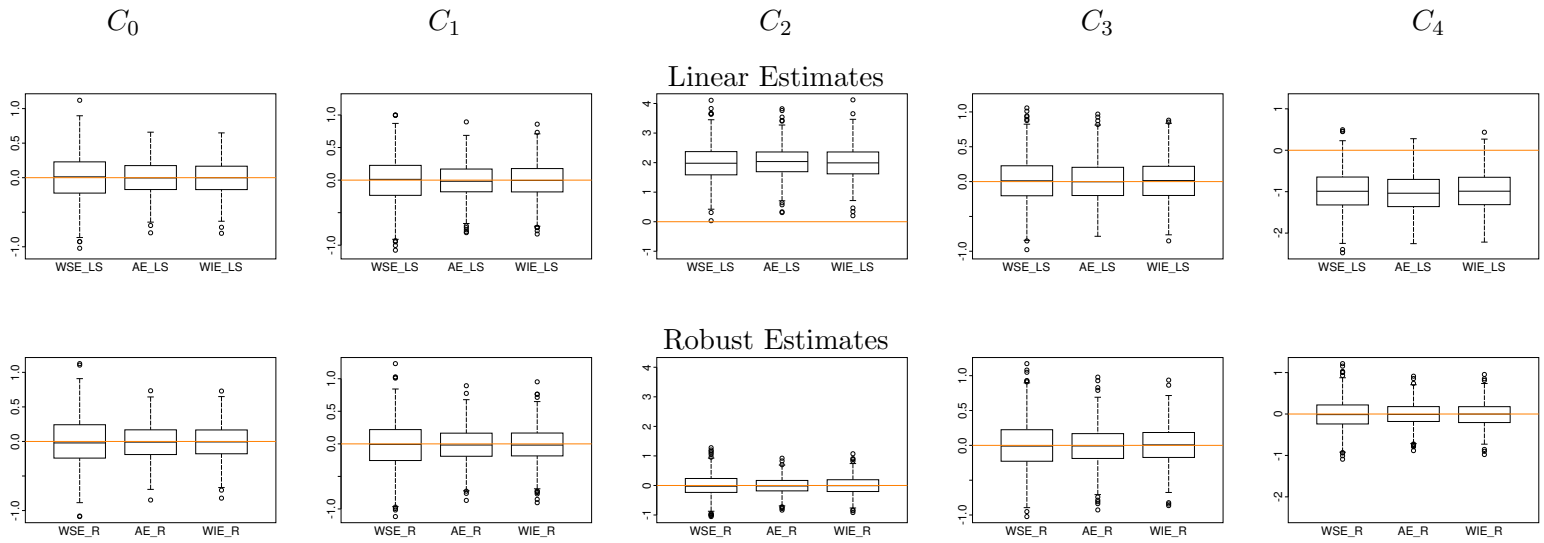 C0 C1 C2 C3 C4
Linear Estimates
-1.0 0.0 0.5 1.0
WSE_LS AE_LS WIE_LS
-1.0 0.0 0.5 1.0
WSE_LS AE_LS WIE_LS
-1 0 1 2 3 4
WSE_LS AE_LS WIE_LS
-1.0 0.0 0.5 1.0
WSE_LS AE_LS WIE_LS
-2 -1 0 1
WSE_LS AE_LS WIE_LS
Robust Estimates
-1.0 0.0 0.5 1.0
WSE_R AE_R WIE_R
-1.0 0.0 0.5 1.0
WSE_R AE_R WIE_R
-1 0 1 2 3 4
WSE_R AE_R WIE_R
-1.0 0.0 0.5 1.0
WSE_R AE_R WIE_R
-2 -1 0 1
WSE_R AE_R WIE_R